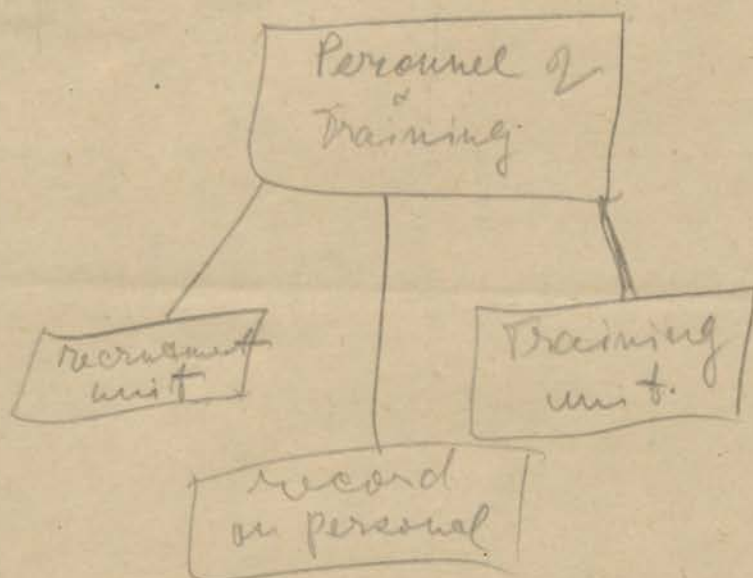 Personnel &
Training
recruitment
unit
Training
unit.
record
on personal